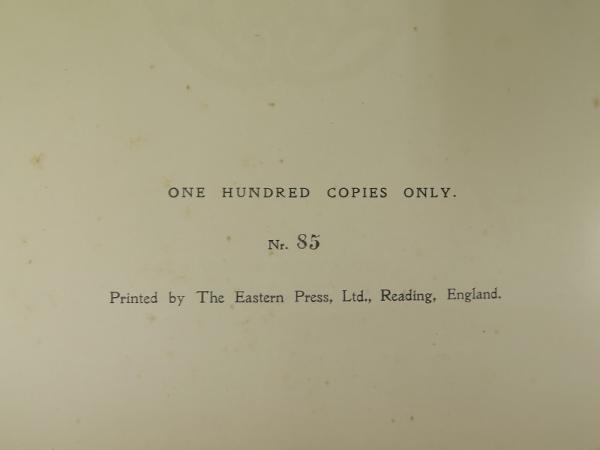 ONE HUNDRED COPIES ONLY.
Nr. 85
Printed by The Eastern Press, Ltd., Reading, England.